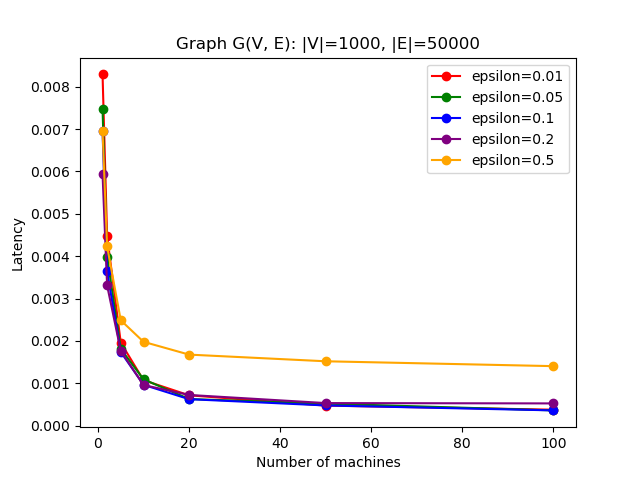 Graph G(V, E): |V|=1000, |E|=50000
epsilon=0.01
epsilon=0.05
epsilon=0.1
epsilon=0.2
epsilon=0.5
Latency
0.008
0.007
0.006
0.005
0.004
0.003
0.002
0.001
0.000
0 20 40 60 80 100
Number of machines